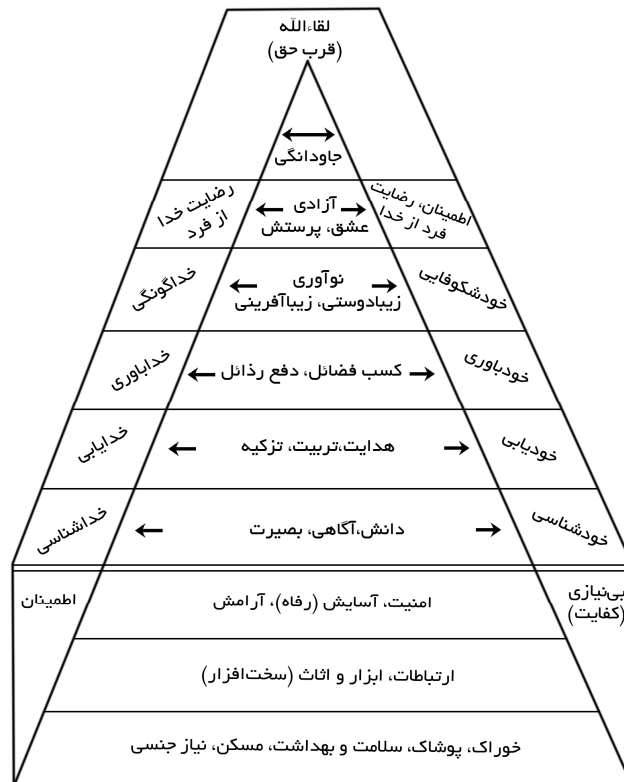 لقاءالله
(قرب حق)
جاودانگی
اطمینان، رضایت
فرد از خدا
آزادی
عشق، پرستش
رضایت خدا
از فرد
خودشکوفایی
نوآوری
زیبادوستی، زیباآفرینی
خداگونگی
خودباوری
کسب فضائل، دفع رذائل
خداباوری
خودیابی
هدایت،تربیت، تزکیه
خدایابی
خودشناسی
دانش،آگاهی، بصیرت
خداشناسی
بی‌نیازی
(کفایت)
امنیت، آسایش (رفاه)، آرامش
اطمینان
ارتباطات، ابزار و اثاث (سخت‌افزار)
خوراک، پوشاک، سلامت و بهداشت، مسکن، نیاز جنسی